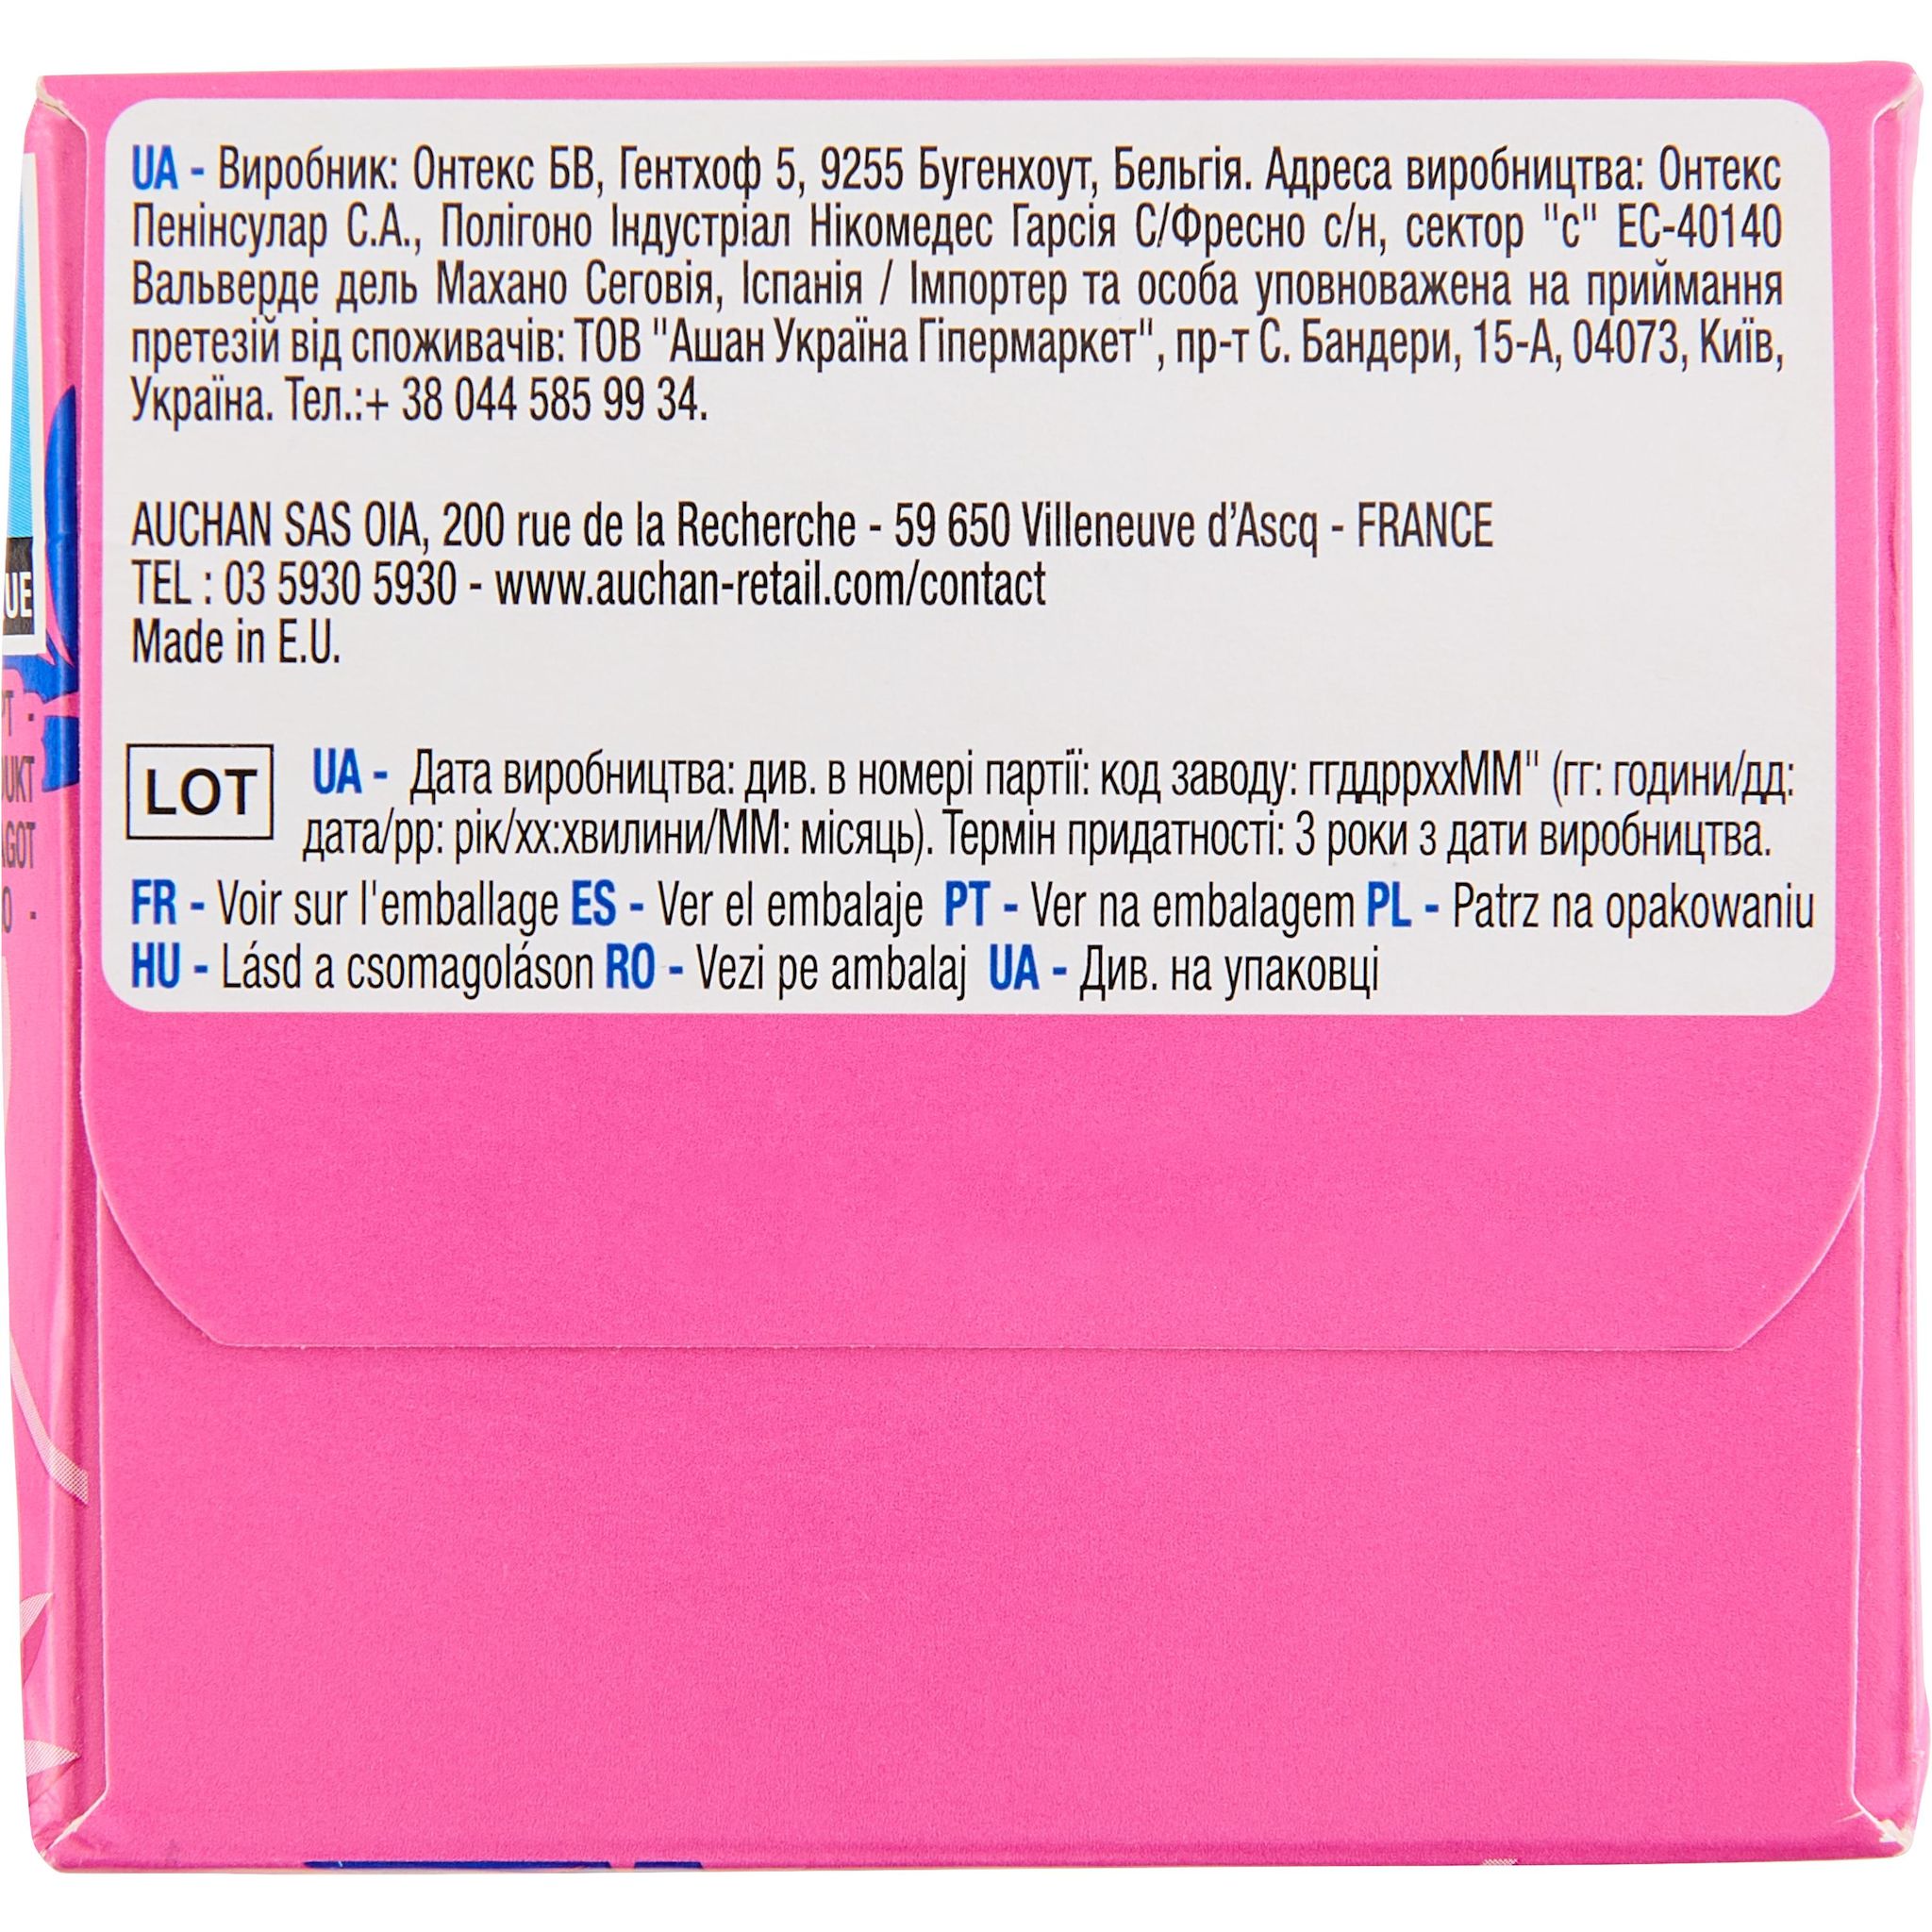 UA - Виробник: Онтекс БВ, Гентхоф 5, 9255 Бугенхоут, Бельгія. Адреса виробництва: Онтекс
Пенінсулар С.А., Полігоно Індустріал Нікомедес Гарсія С/Фресно с/н, сектор "с" ЕС-40140
Вальверде дель Махано Сеговія, Іспанія / Імпортер та особа уповноважена на приймання
претезій від споживачів: ТОВ "Ашан Україна Гіпермаркет", пр-т С. Бандери, 15-А, 04073, Київ,
Україна. Тел.:+ 38 044 585 99 34.
AUCHAN SAS OIA, 200 rue de la Recherche - 59 650 Villeneuve d’Ascq - FRANCE
TEL : 03 5930 5930 - www.auchan-retail.com/contact
Made in E.U.
LOT UA - Дата виробництва: див. в номері партії: код заводу: ггддррххММ" (гг: години/дд:
дата/рр: рік/хх:хвилини/ММ: місяць). Термін придатності: 3 роки з дати виробництва.
FR - Voir sur l'emballage ES - Ver el embalaje PT - Ver na embalagem PL - Patrz na opakowaniu
HU - Lásd a csomagoláson RO - Vezi pe ambalaj UA - Див. на упаковці